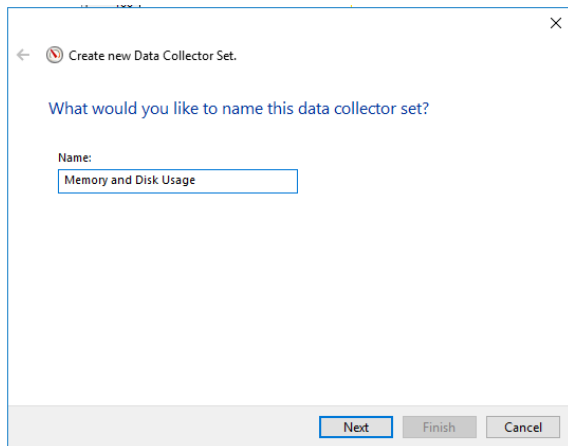 Create new Data Collector Set.
What would you like to name this data collector set?
Name:
Memory and Disk Usage
Next Finish Cancel